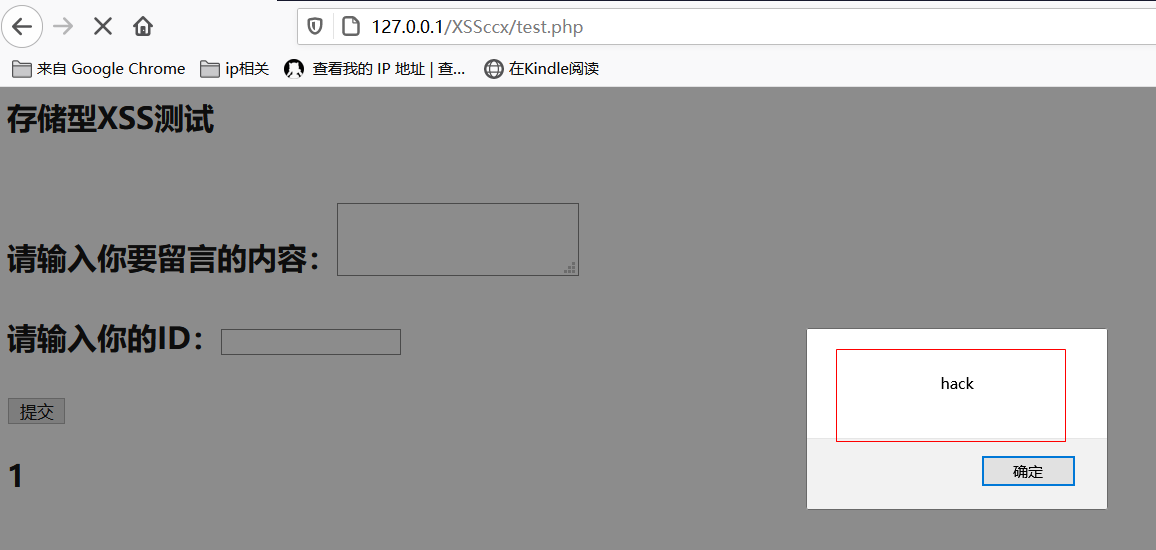 127.0.0.1/XSSccx/test.php
来自 Google Chrome ip相关 查看我的 IP 地址 | 查... 在Kindle阅读
存储型XSS测试
请输入你要留言的内容：
请输入你的ID：
提交
1
hack
确定